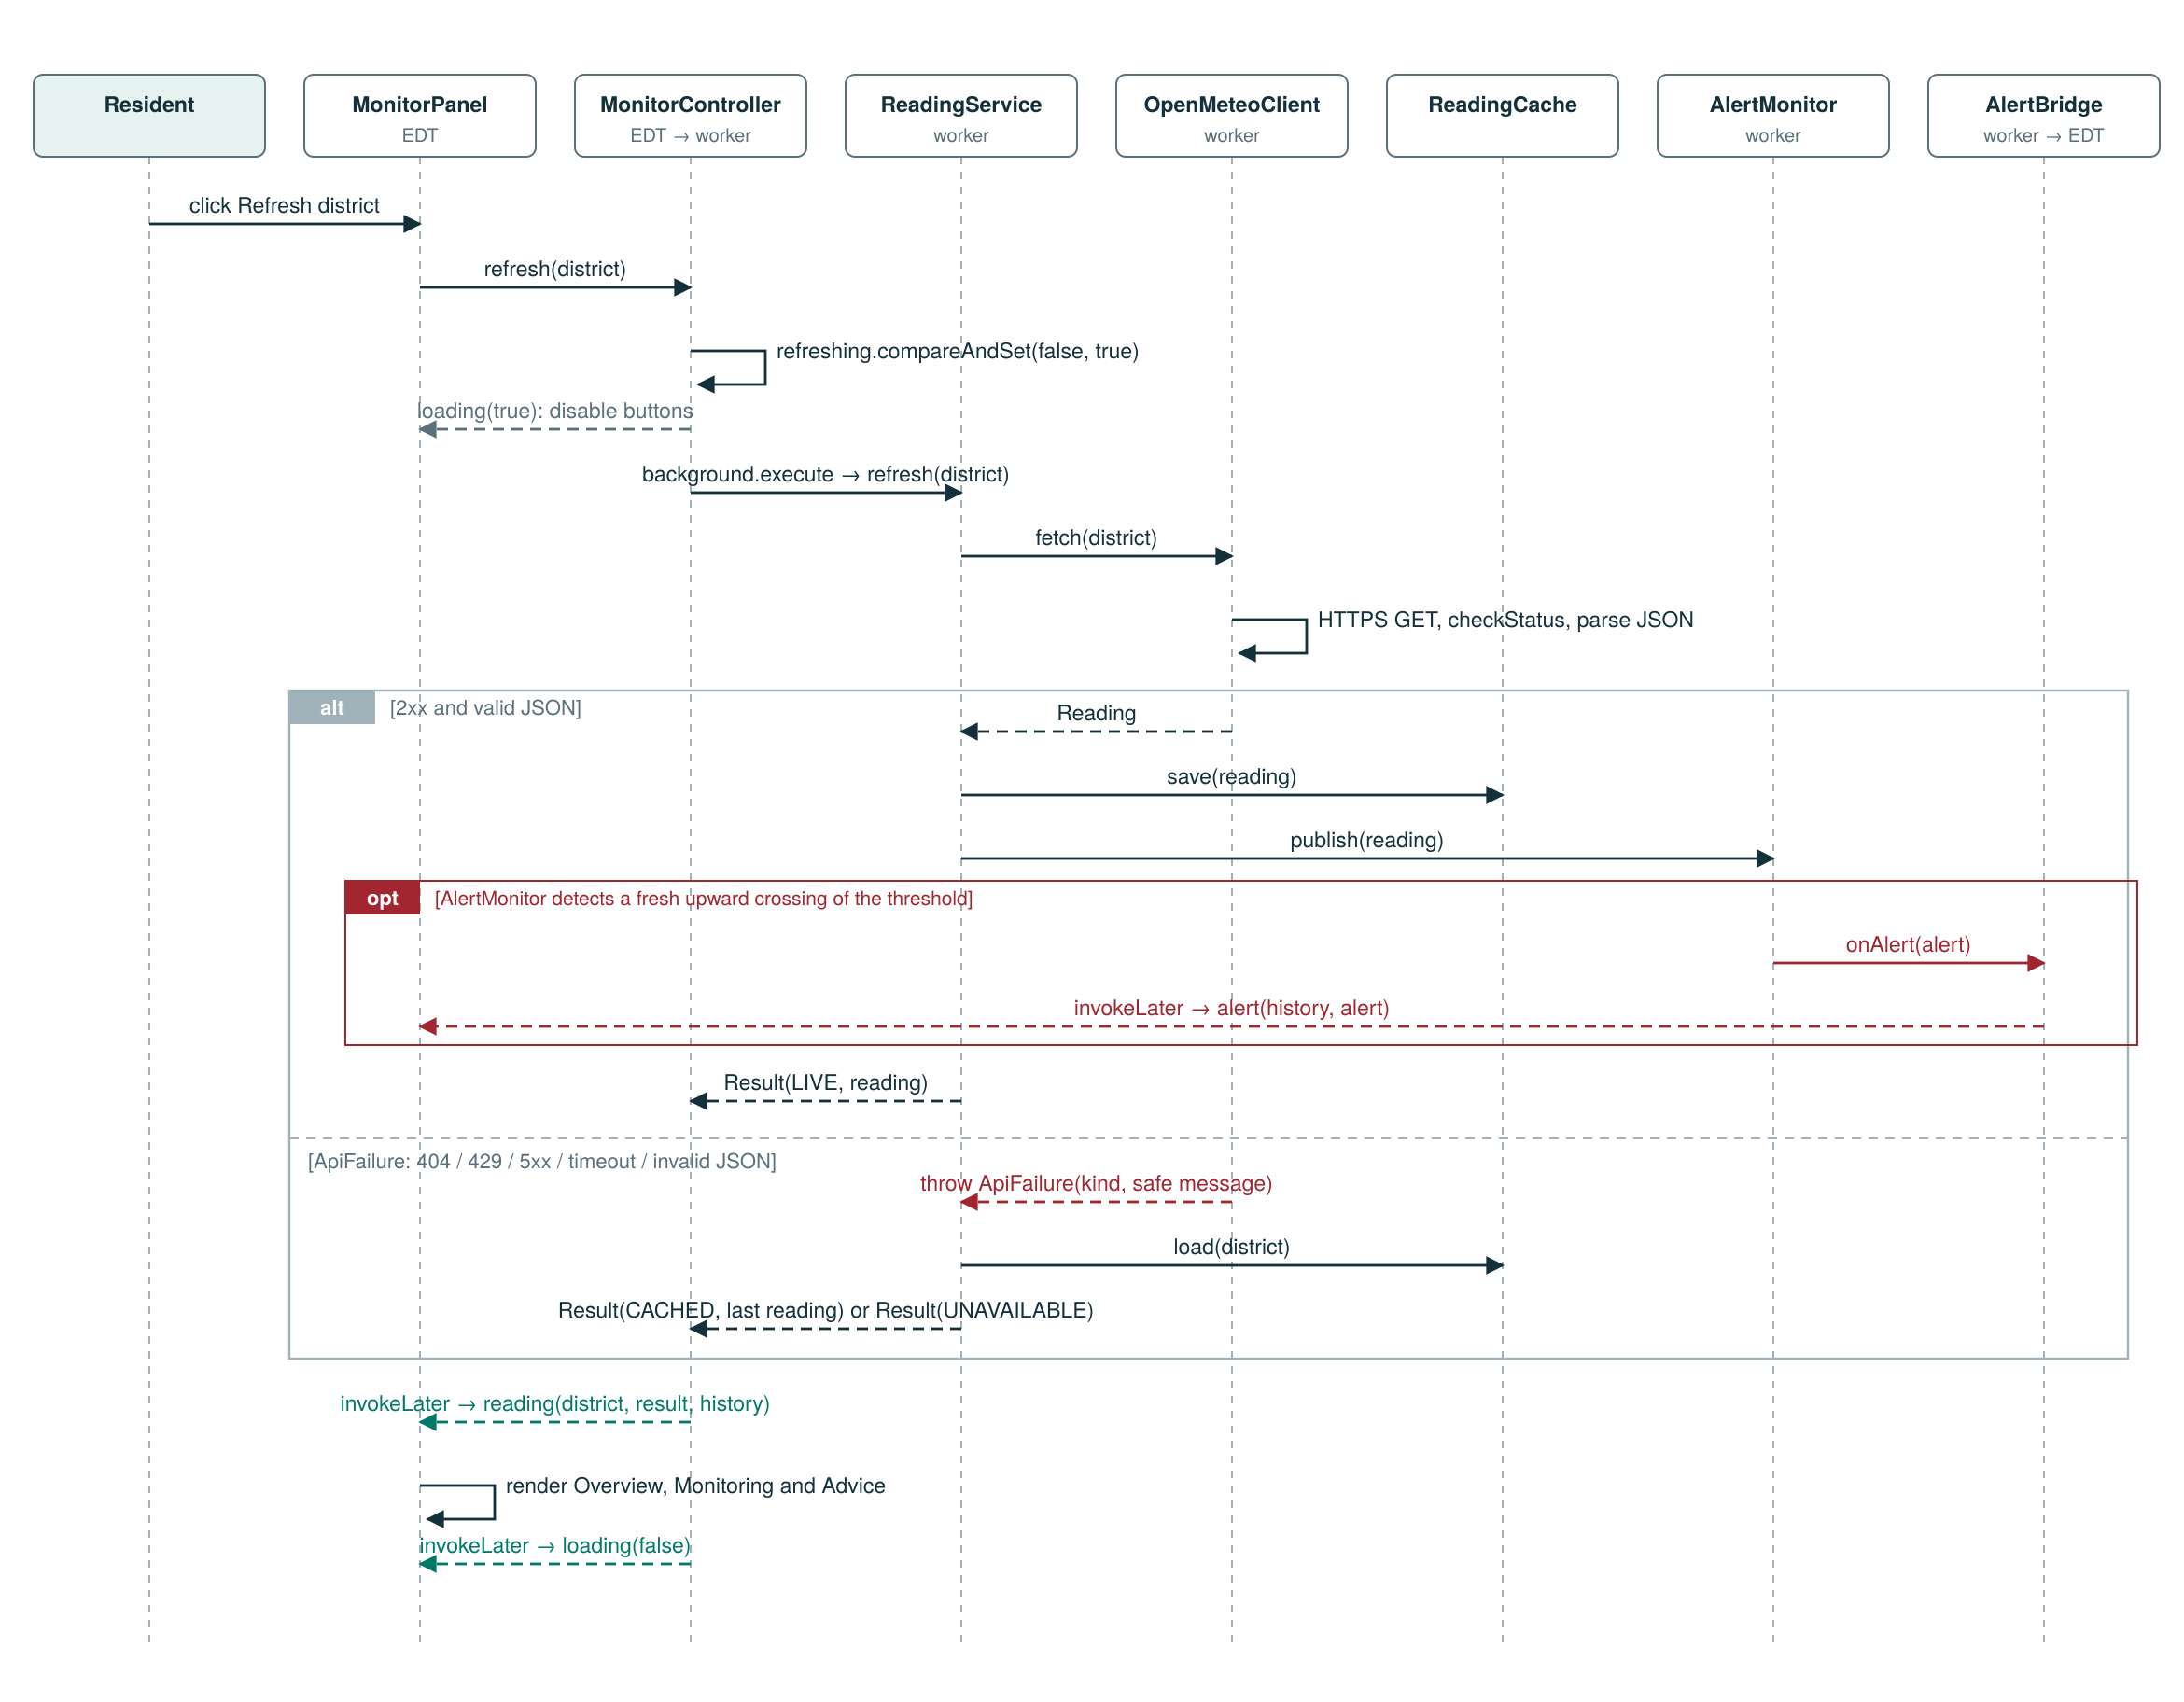 Resident
MonitorPanel
EDT
MonitorController
EDT → worker
ReadingService
worker
OpenMeteoClient
worker
ReadingCache
AlertMonitor
worker
AlertBridge
worker → EDT
click Refresh district
refresh(district)
refreshing.compareAndSet(false, true)
loading(true): disable buttons
background.execute → refresh(district)
fetch(district)
HTTPS GET, checkStatus, parse JSON
alt
[2xx and valid JSON]
Reading
save(reading)
publish(reading)
opt
[AlertMonitor detects a fresh upward crossing of the threshold]
onAlert(alert)
invokeLater → alert(history, alert)
Result(LIVE, reading)
[ApiFailure: 404 / 429 / 5xx / timeout / invalid JSON]
throw ApiFailure(kind, safe message)
load(district)
Result(CACHED, last reading) or Result(UNAVAILABLE)
invokeLater → reading(district, result, history)
render Overview, Monitoring and Advice
invokeLater → loading(false)